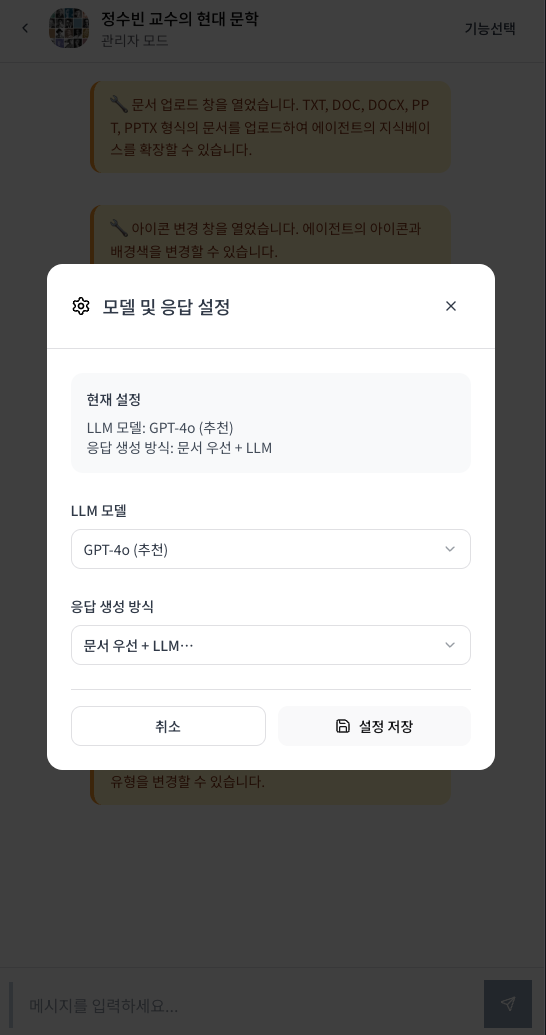 정수빈 교수의 현대 문학
관리자 모드
기능선택
🔧 문서 업로드 창을 열었습니다. TXT, DOC, DOCX, PP
T, PPTX 형식의 문서를 업로드하여 에이전트의 지식베이
스를 확장할 수 있습니다.
🔧 아이콘 변경 창을 열었습니다. 에이전트의 아이콘과
배경색을 변경할 수 있습니다.
모델 및 응답 설정
현재 설정
LLM 모델: GPT-4o (추천)
응답 생성 방식: 문서 우선 + LLM
LLM 모델
GPT-4o (추천)
응답 생성 방식
문서 우선 + LLM⋯
취소
설정 저장
유형을 변경할 수 있습니다.
메시지를 입력하세요...